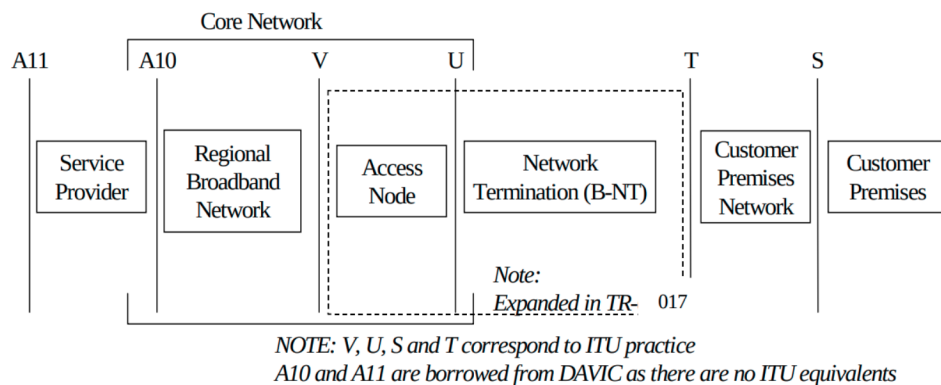 Core Network
A11
A10
V
U
T
S
Service
Provider
Regional
Broadband
Network
Access
Node
Network
Termination (B-NT)
Customer
Premises
Network
Customer
Premises
Note:
Expanded in TR- 017
NOTE: V, U, S and T correspond to ITU practice
A10 and A11 are borrowed from DAVIC as there are no ITU equivalents